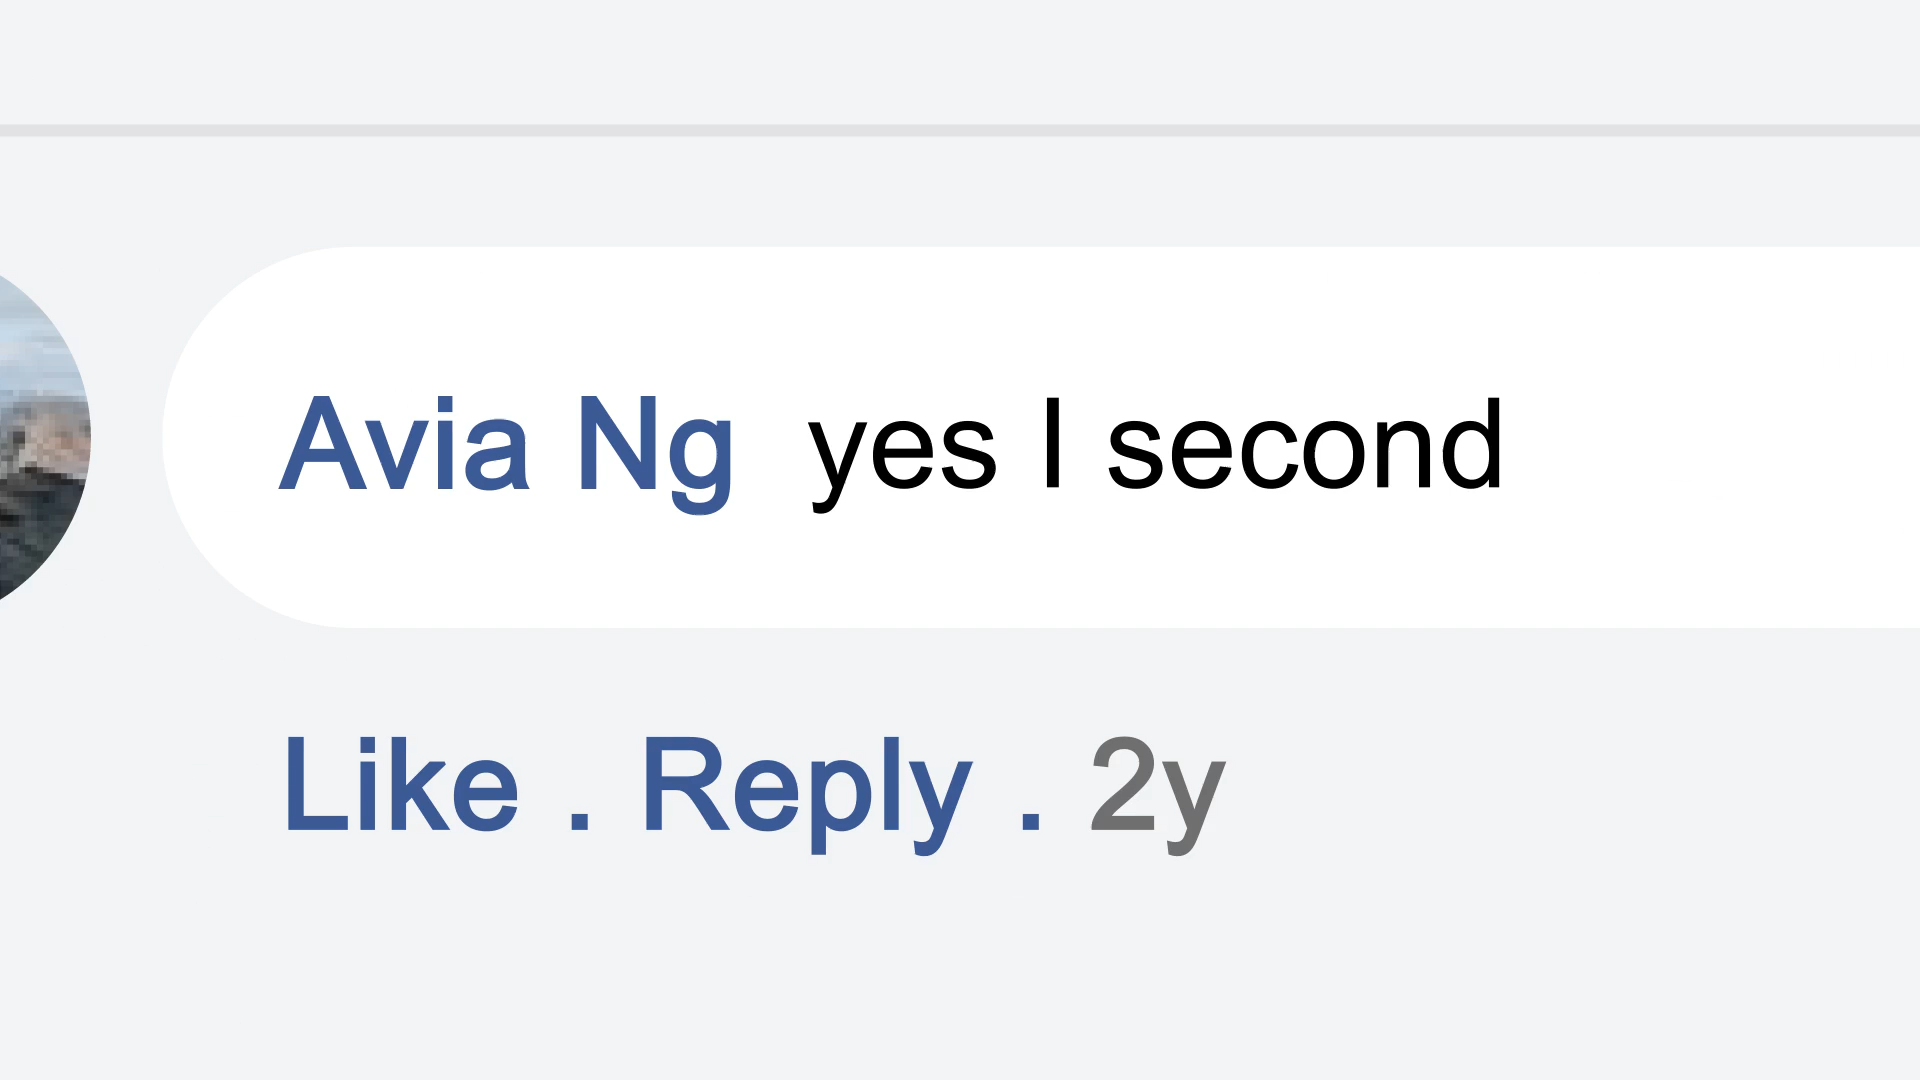 Avia Ng yes I second
Like . Reply . 2y